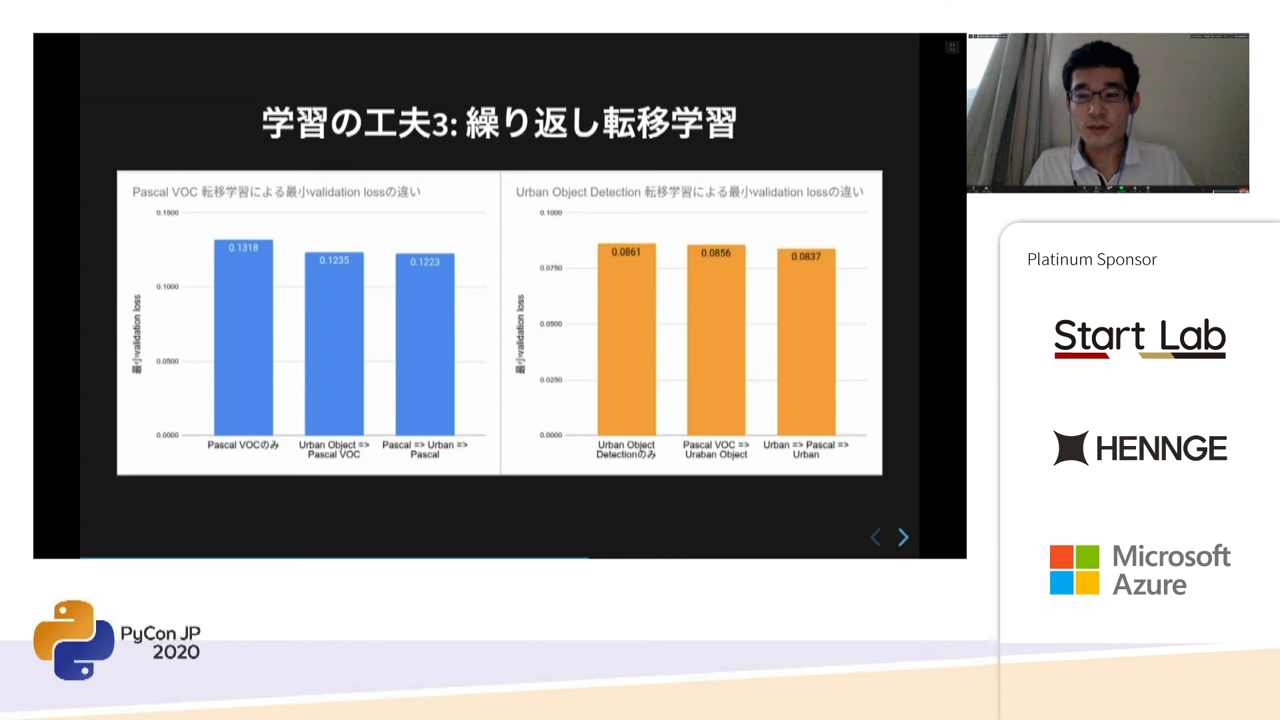 学習の工夫3: 繰り返し転移学習
Pascal VOC 転移学習による最小validation lossの違い
0.1500
0.1000
0.0500
0.0000
最小validation loss
0.1318
0.1235
0.1223
Pascal VOCのみ
Urban Object =>
Pascal VOC
Pascal => Urban =>
Pascal
Urban Object Detection 転移学習による最小validation lossの違い
0.1000
0.0750
0.0500
0.0250
0.0000
最小validation loss
0.0861
0.0856
0.0837
Urban Object
Detectionのみ
Pascal VOC =>
Uraban Object
Urban => Pascal =>
Urban
Platinum Sponsor
Start Lab
HENNGE
Microsoft
Azure
PyCon JP
2020